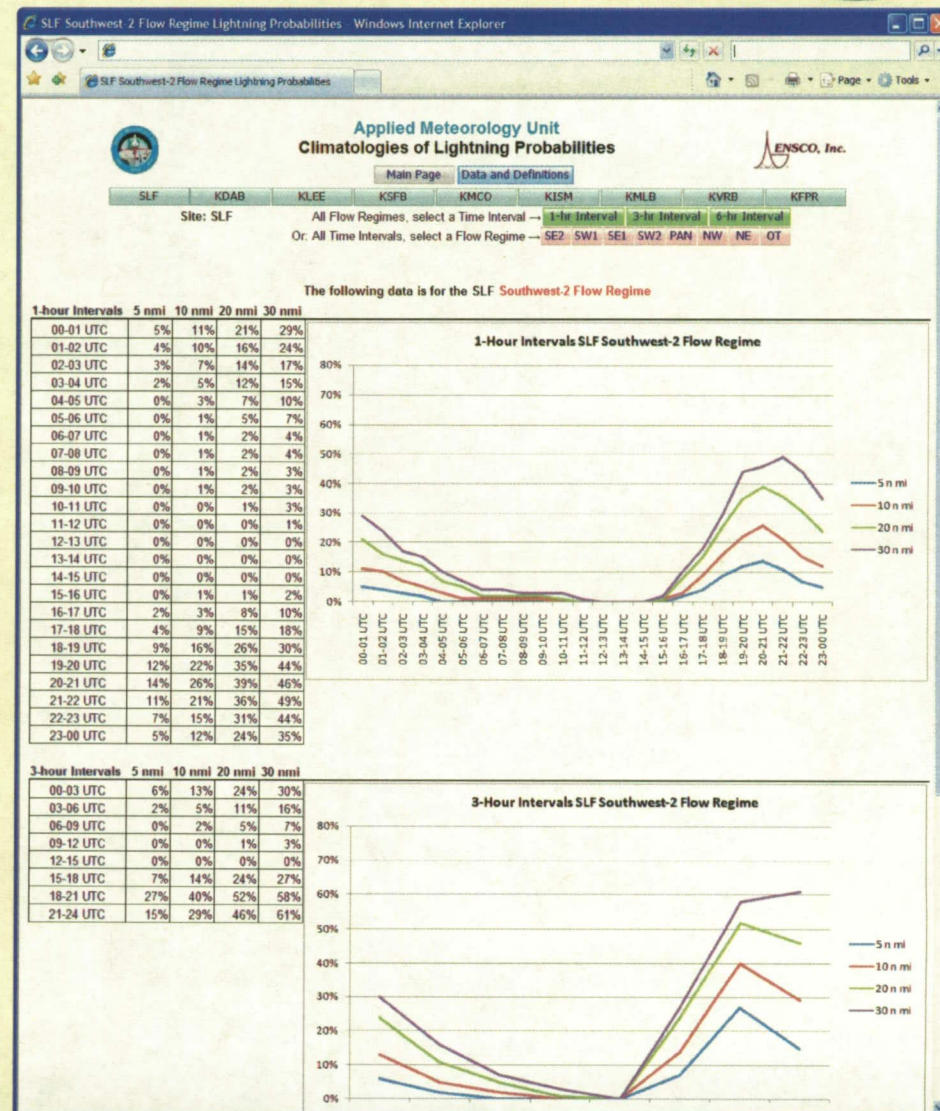 SLF Southwest-2 Flow Regime Lightning Probabilities - Windows Internet Explorer
SLF Southwest-2 Flow Regime Lightning Probabilities
Page
Tools
Applied Meteorology Unit
Climatologies of Lightning Probabilities
ENSCO, Inc.
Main Page Data and Definitions
SLF KDAB KLEE KSFB KMCO KISM KMLB KVRB KFPR
Site: SLF All Flow Regimes, select a Time Interval → 1-hr Interval 3-hr Interval 6-hr Interval
Or: All Time Intervals, select a Flow Regime → SE2 SW1 SE1 SW2 PAN NW NE OT
The following data is for the SLF Southwest-2 Flow Regime
1-hour Intervals 5 nmi 10 nmi 20 nmi 30 nmi
00-01 UTC 5% 11% 21% 29%
01-02 UTC 4% 10% 16% 24%
02-03 UTC 3% 7% 14% 17%
03-04 UTC 2% 5% 12% 15%
04-05 UTC 0% 3% 7% 10%
05-06 UTC 0% 1% 5% 7%
06-07 UTC 0% 1% 2% 4%
07-08 UTC 0% 1% 2% 4%
08-09 UTC 0% 1% 2% 3%
09-10 UTC 0% 1% 2% 3%
10-11 UTC 0% 0% 1% 3%
11-12 UTC 0% 0% 0% 1%
12-13 UTC 0% 0% 0% 0%
13-14 UTC 0% 0% 0% 0%
14-15 UTC 0% 0% 0% 0%
15-16 UTC 0% 1% 1% 2%
16-17 UTC 2% 3% 8% 10%
17-18 UTC 4% 9% 15% 18%
18-19 UTC 9% 16% 26% 30%
19-20 UTC 12% 22% 35% 44%
20-21 UTC 14% 26% 39% 46%
21-22 UTC 11% 21% 36% 49%
22-23 UTC 7% 15% 31% 44%
23-00 UTC 5% 12% 24% 35%
1-Hour Intervals SLF Southwest-2 Flow Regime
80%
70%
60%
50%
40%
30%
20%
10%
0%
00-01 UTC
01-02 UTC
02-03 UTC
03-04 UTC
04-05 UTC
05-06 UTC
06-07 UTC
07-08 UTC
08-09 UTC
09-10 UTC
10-11 UTC
11-12 UTC
12-13 UTC
13-14 UTC
14-15 UTC
15-16 UTC
16-17 UTC
17-18 UTC
18-19 UTC
19-20 UTC
20-21 UTC
21-22 UTC
22-23 UTC
23-00 UTC
5 n mi
10 n mi
20 n mi
30 n mi
3-hour Intervals 5 nmi 10 nmi 20 nmi 30 nmi
00-03 UTC 6% 13% 24% 30%
03-06 UTC 2% 5% 11% 16%
06-09 UTC 0% 2% 5% 7%
09-12 UTC 0% 0% 1% 3%
12-15 UTC 0% 0% 0% 0%
15-18 UTC 7% 14% 24% 27%
18-21 UTC 27% 40% 52% 58%
21-24 UTC 15% 29% 46% 61%
3-Hour Intervals SLF Southwest-2 Flow Regime
80%
70%
60%
50%
40%
30%
20%
10%
0%
5 n mi
10 n mi
20 n mi
30 n mi